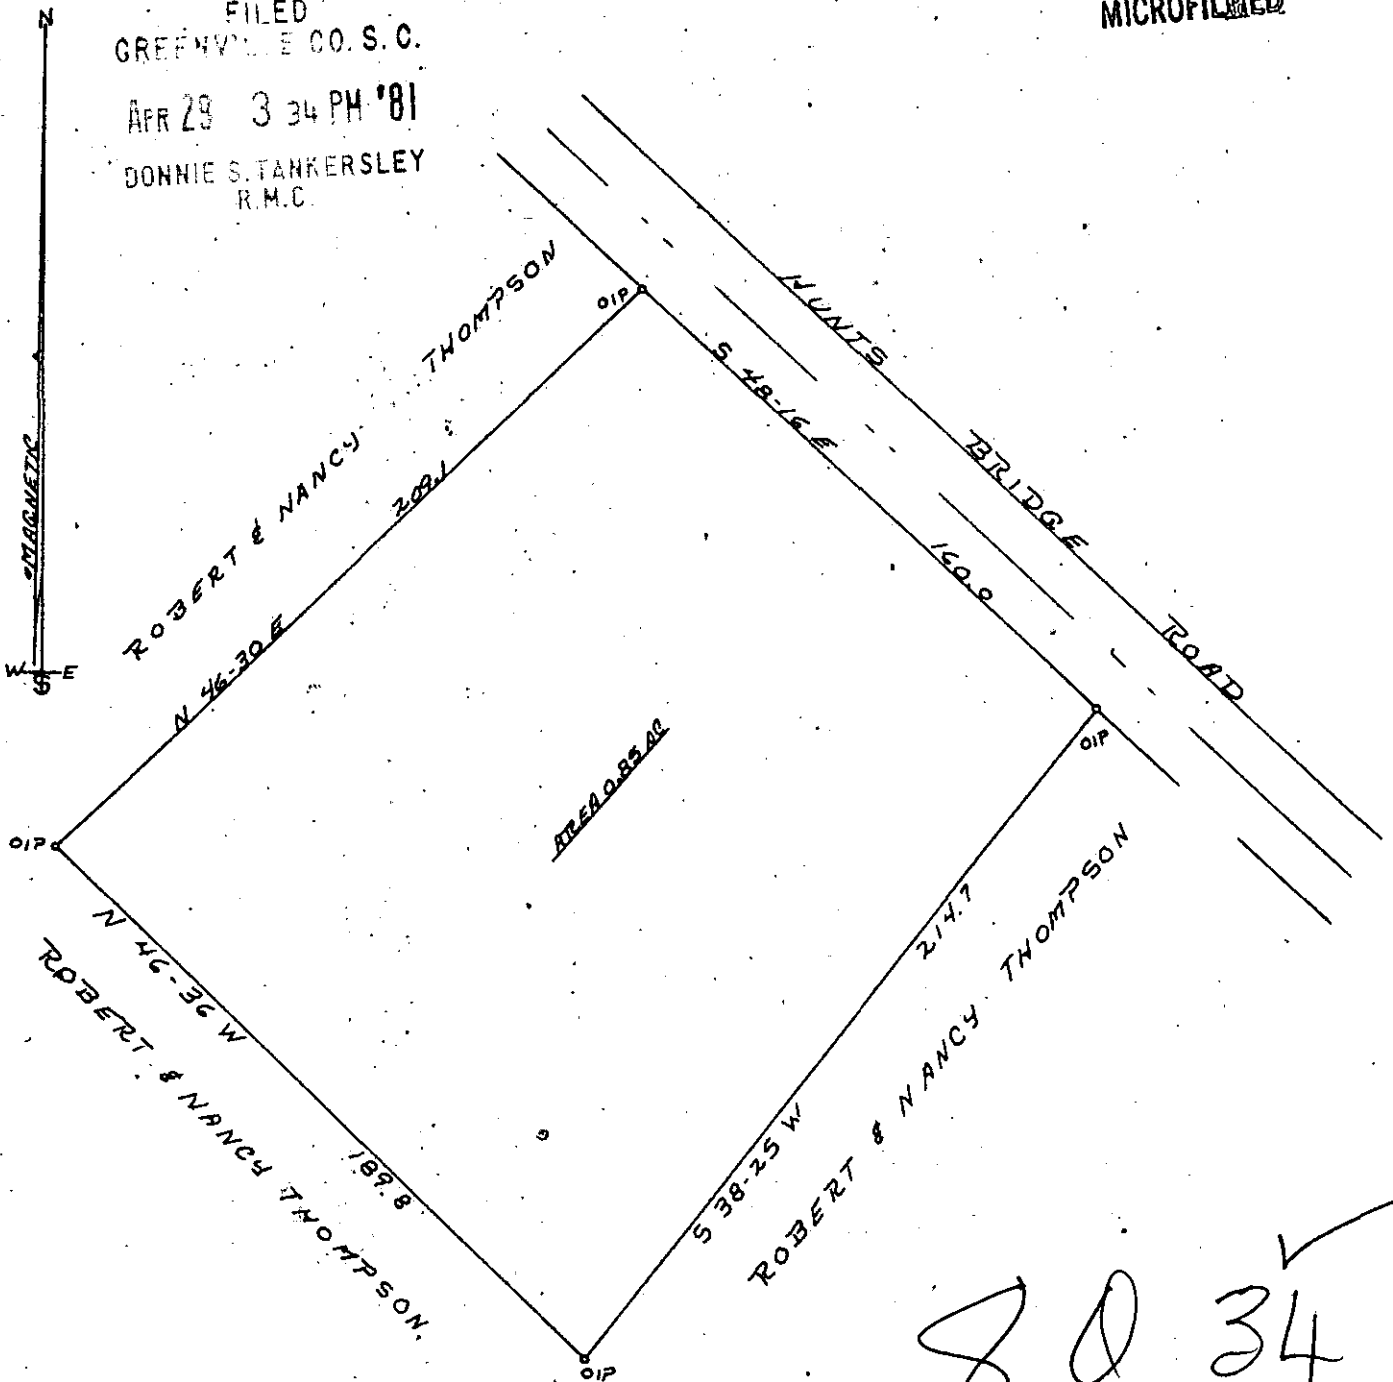 N
FILED
GREENVILLE CO. S. C.
APR 29 3 34 PM '81
DONNIE S. TANKERSLEY
R.M.C.
MICROFILMED
MAGNETIC
W E
S
ROBERT & NANCY THOMPSON
OIP
N 46-30 E
209.1
HUNTS BRIDGE ROAD
S 48-16 E
160.0
OIP
AREA 0.85 AC
OIP
N 46-36 W
189.8
ROBERT & NANCY THOMPSON.
214.7
S 38-25 W
ROBERT & NANCY THOMPSON
OIP
8 Q 34